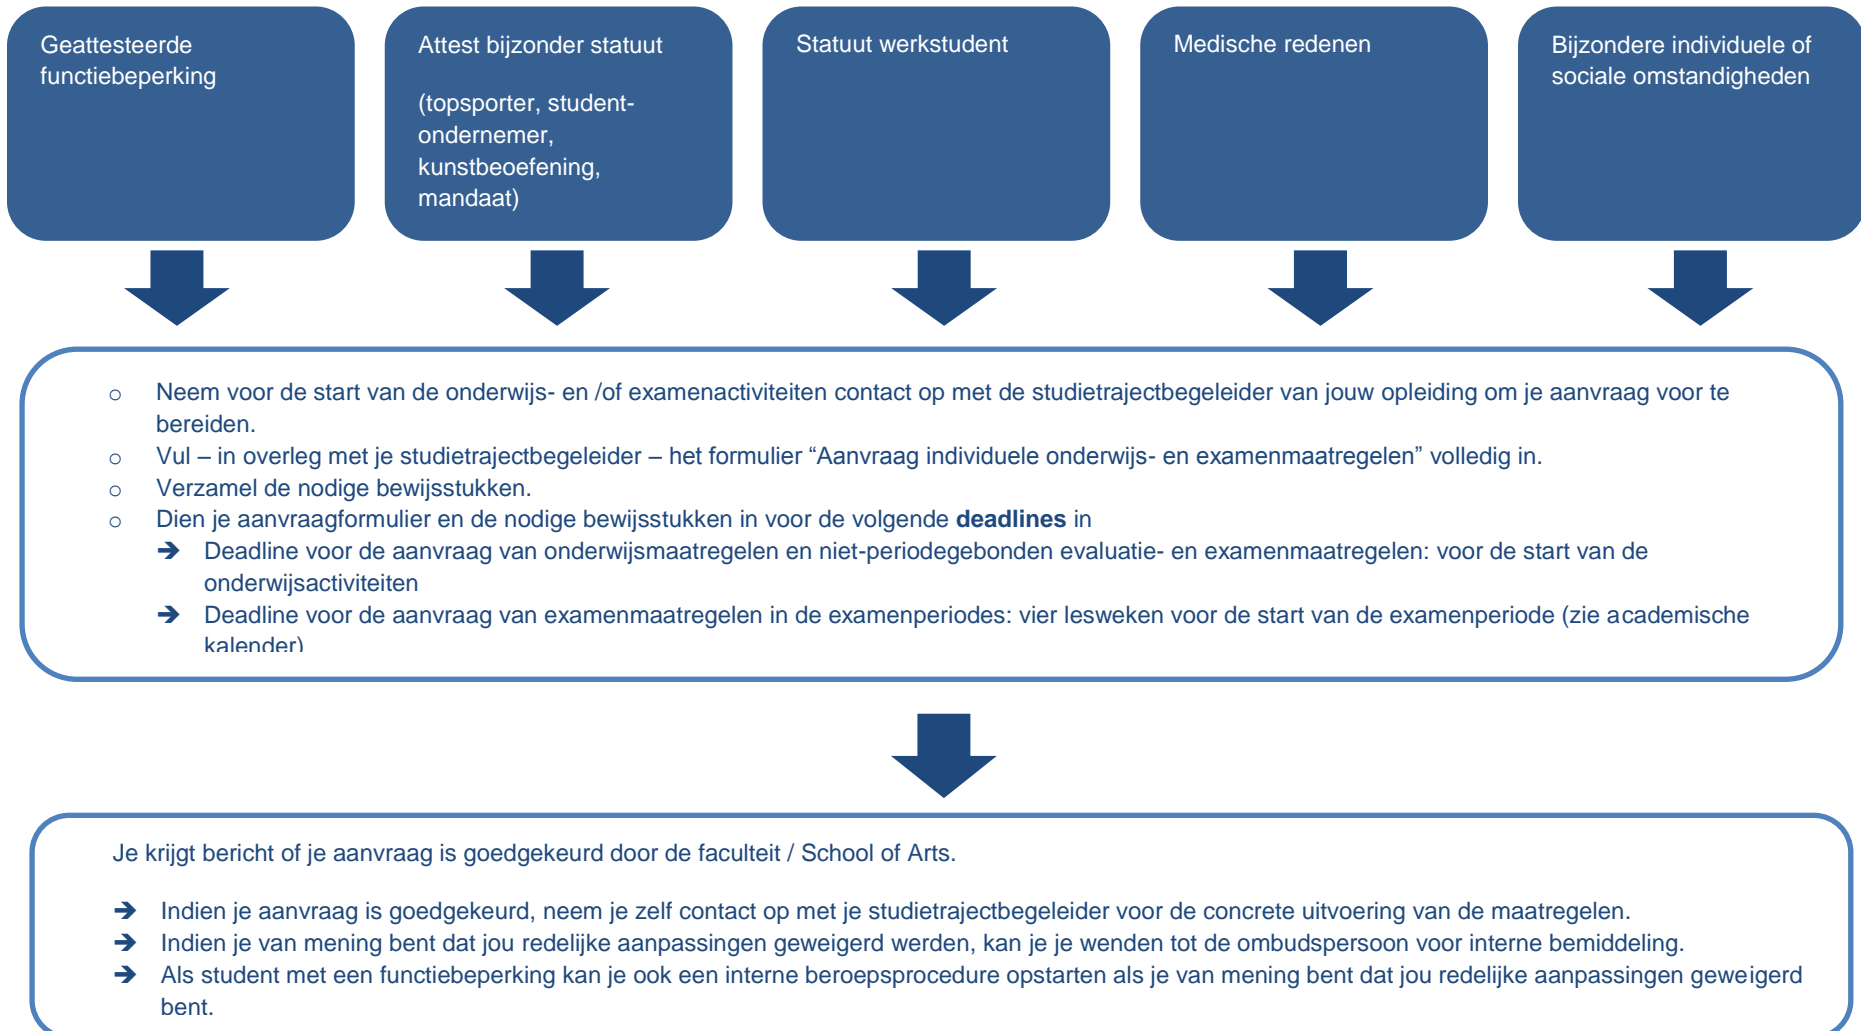 Geattesteerde
functiebeperking
Attest bijzonder statuut
(topsporter, student-
ondernemer,
kunstbeoefening,
mandaat)
Statuut werkstudent
Medische redenen
Bijzondere individuele of
sociale omstandigheden
o Neem voor de start van de onderwijs- en /of examenactiviteiten contact op met de studietrajectbegeleider van jouw opleiding om je aanvraag voor te
bereiden.
o Vul – in overleg met je studietrajectbegeleider – het formulier “Aanvraag individuele onderwijs- en examenmaatregelen” volledig in.
o Verzamel de nodige bewijsstukken.
o Dien je aanvraagformulier en de nodige bewijsstukken in voor de volgende deadlines in
➔ Deadline voor de aanvraag van onderwijsmaatregelen en niet-periodegebonden evaluatie- en examenmaatregelen: voor de start van de
onderwijsactiviteiten
➔ Deadline voor de aanvraag van examenmaatregelen in de examenperiodes: vier lesweken voor de start van de examenperiode (zie academische
kalender)
Je krijgt bericht of je aanvraag is goedgekeurd door de faculteit / School of Arts.
➔ Indien je aanvraag is goedgekeurd, neem je zelf contact op met je studietrajectbegeleider voor de concrete uitvoering van de maatregelen.
➔ Indien je van mening bent dat jou redelijke aanpassingen geweigerd werden, kan je je wenden tot de ombudspersoon voor interne bemiddeling.
➔ Als student met een functiebeperking kan je ook een interne beroepsprocedure opstarten als je van mening bent dat jou redelijke aanpassingen geweigerd
bent.